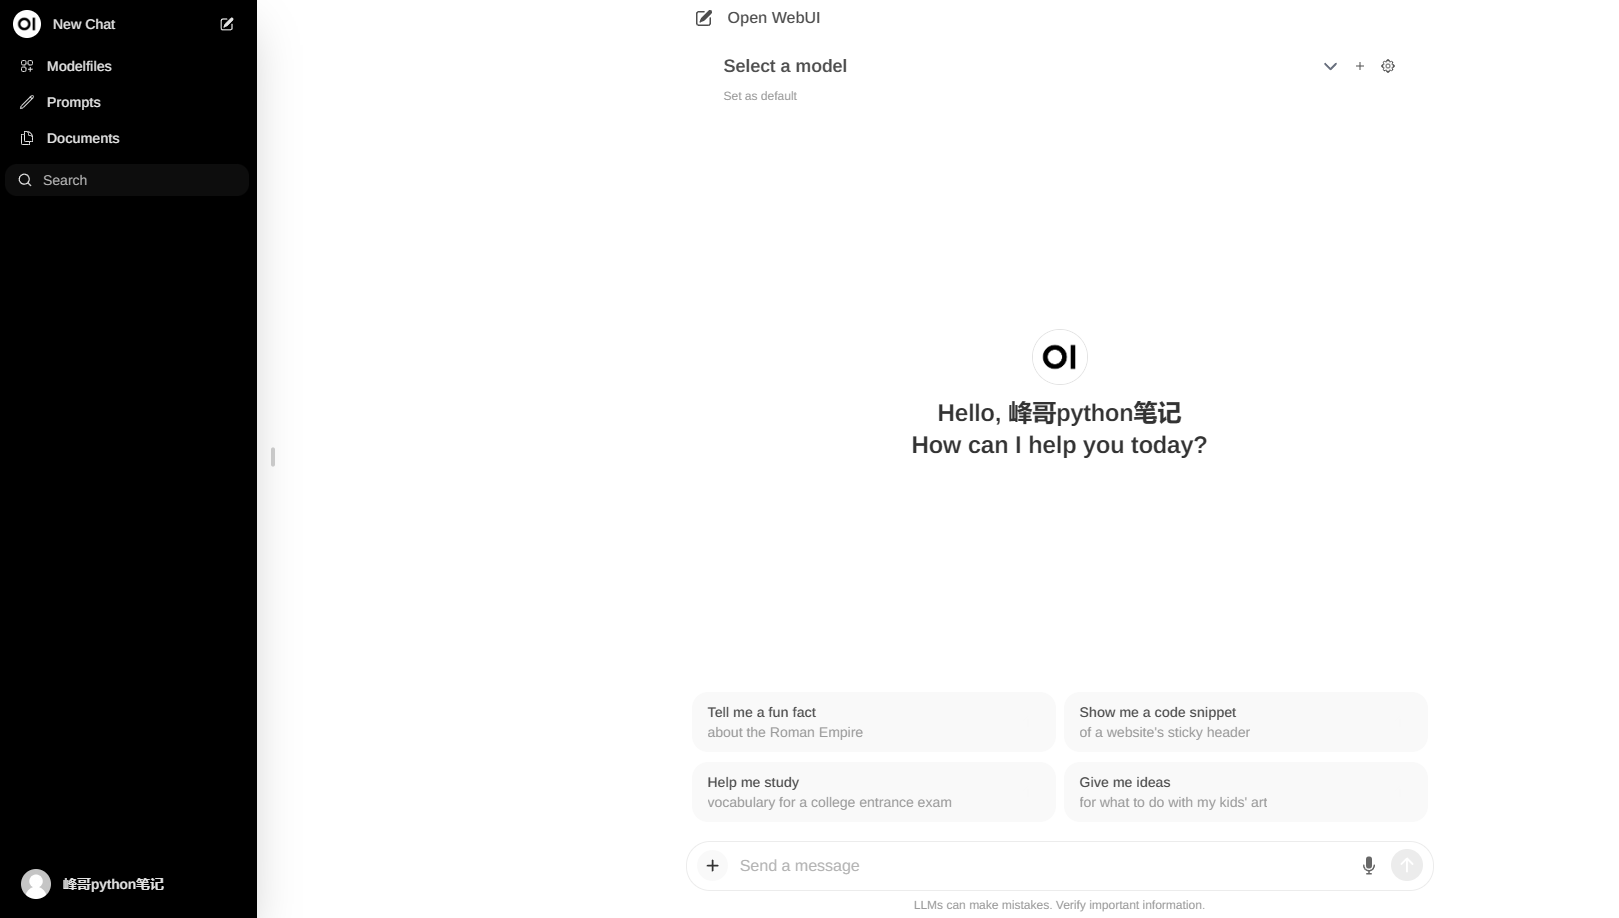 OI New Chat
Modelfiles
Prompts
Documents
Search
峰哥python笔记
Open WebUI
Select a model
Set as default
OI
Hello, 峰哥python笔记
How can I help you today?
Tell me a fun fact
about the Roman Empire
Show me a code snippet
of a website's sticky header
Help me study
vocabulary for a college entrance exam
Give me ideas
for what to do with my kids' art
Send a message
LLMs can make mistakes. Verify important information.